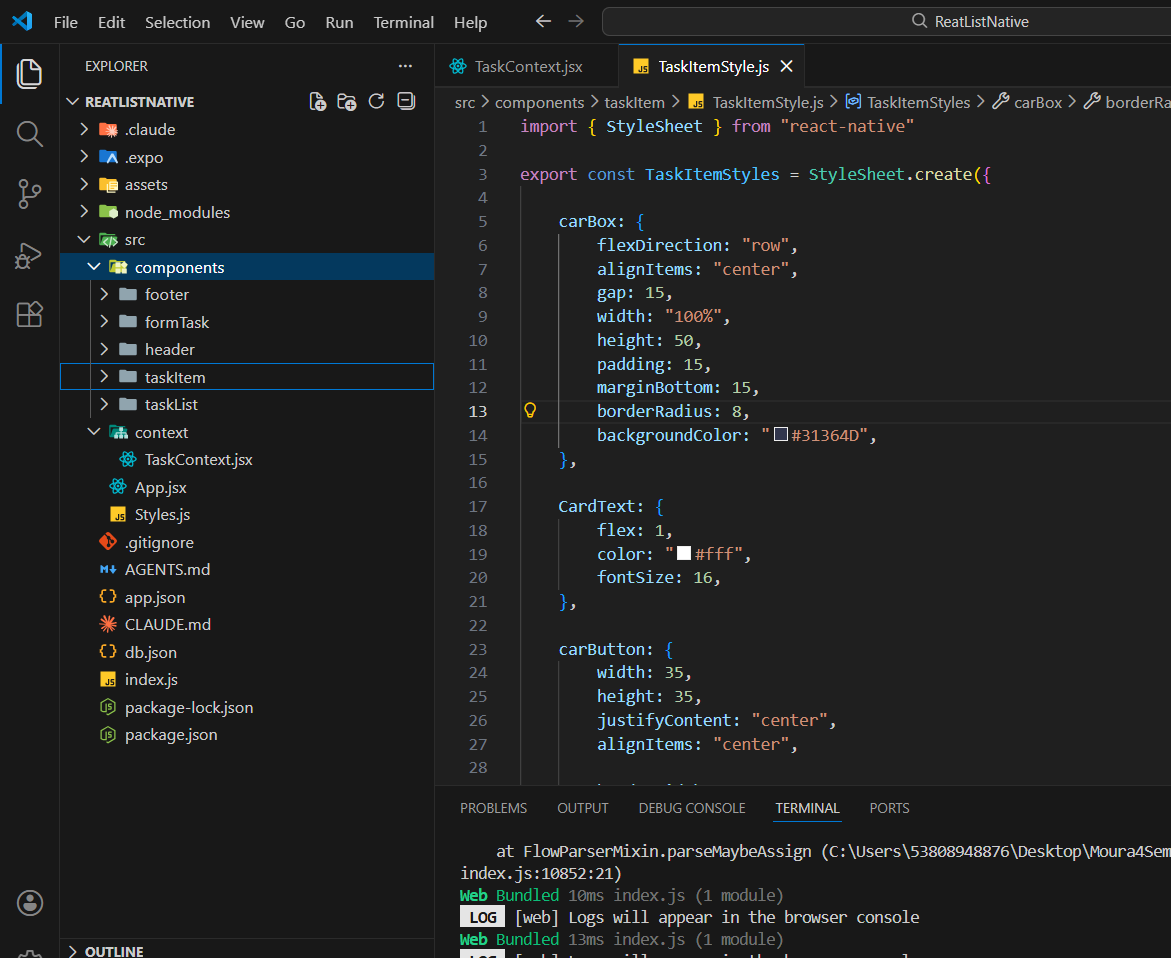 File Edit Selection View Go Run Terminal Help
ReatListNative
EXPLORER
REATLISTNATIVE
.claude
.expo
assets
node_modules
src
components
footer
formTask
header
taskItem
taskList
context
TaskContext.jsx
App.jsx
Styles.js
.gitignore
AGENTS.md
app.json
CLAUDE.md
db.json
index.js
package-lock.json
package.json
OUTLINE
TaskContext.jsx
JS TaskItemStyle.js
src > components > taskItem > JS TaskItemStyle.js > TaskItemStyles > carBox > borderRa
1 import { StyleSheet } from "react-native"
2
3 export const TaskItemStyles = StyleSheet.create({
4
5 carBox: {
6 flexDirection: "row",
7 alignItems: "center",
8 gap: 15,
9 width: "100%",
10 height: 50,
11 padding: 15,
12 marginBottom: 15,
13 borderRadius: 8,
14 backgroundColor: "#31364D",
15 },
16
17 CardText: {
18 flex: 1,
19 color: "#fff",
20 fontSize: 16,
21 },
22
23 carButton: {
24 width: 35,
25 height: 35,
26 justifyContent: "center",
27 alignItems: "center",
28
PROBLEMS OUTPUT DEBUG CONSOLE TERMINAL PORTS
at FlowParserMixin.parseMaybeAssign (C:\Users\53808948876\Desktop\Moura4Sem
index.js:10852:21)
Web Bundled 10ms index.js (1 module)
LOG [web] Logs will appear in the browser console
Web Bundled 13ms index.js (1 module)